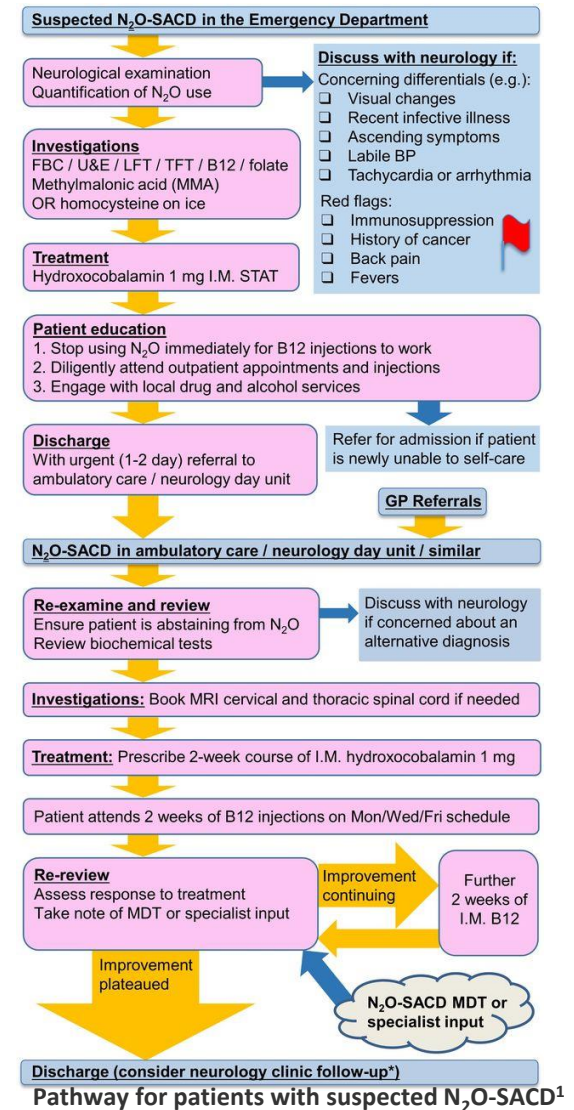 Suspected N₂O-SACD in the Emergency Department
Neurological examination
Quantification of N₂O use
Discuss with neurology if:
Concerning differentials (e.g.):
❑ Visual changes
❑ Recent infective illness
❑ Ascending symptoms
❑ Labile BP
❑ Tachycardia or arrhythmia
Red flags:
❑ Immunosuppression
❑ History of cancer
❑ Back pain
❑ Fevers
Investigations
FBC / U&E / LFT / TFT / B12 / folate
Methylmalonic acid (MMA)
OR homocysteine on ice
Treatment
Hydroxocobalamin 1 mg I.M. STAT
Patient education
1. Stop using N₂O immediately for B12 injections to work
2. Diligently attend outpatient appointments and injections
3. Engage with local drug and alcohol services
Discharge
With urgent (1-2 day) referral to
ambulatory care / neurology day unit
Refer for admission if patient
is newly unable to self-care
GP Referrals
N₂O-SACD in ambulatory care / neurology day unit / similar
Re-examine and review
Ensure patient is abstaining from N₂O
Review biochemical tests
Discuss with neurology
if concerned about an
alternative diagnosis
Investigations: Book MRI cervical and thoracic spinal cord if needed
Treatment: Prescribe 2-week course of I.M. hydroxocobalamin 1 mg
Patient attends 2 weeks of B12 injections on Mon/Wed/Fri schedule
Re-review
Assess response to treatment
Take note of MDT or specialist input
Improvement
continuing
Further
2 weeks of
I.M. B12
Improvement
plateaued
N₂O-SACD MDT or
specialist input
Discharge (consider neurology clinic follow-up*)
Pathway for patients with suspected N₂O-SACD¹